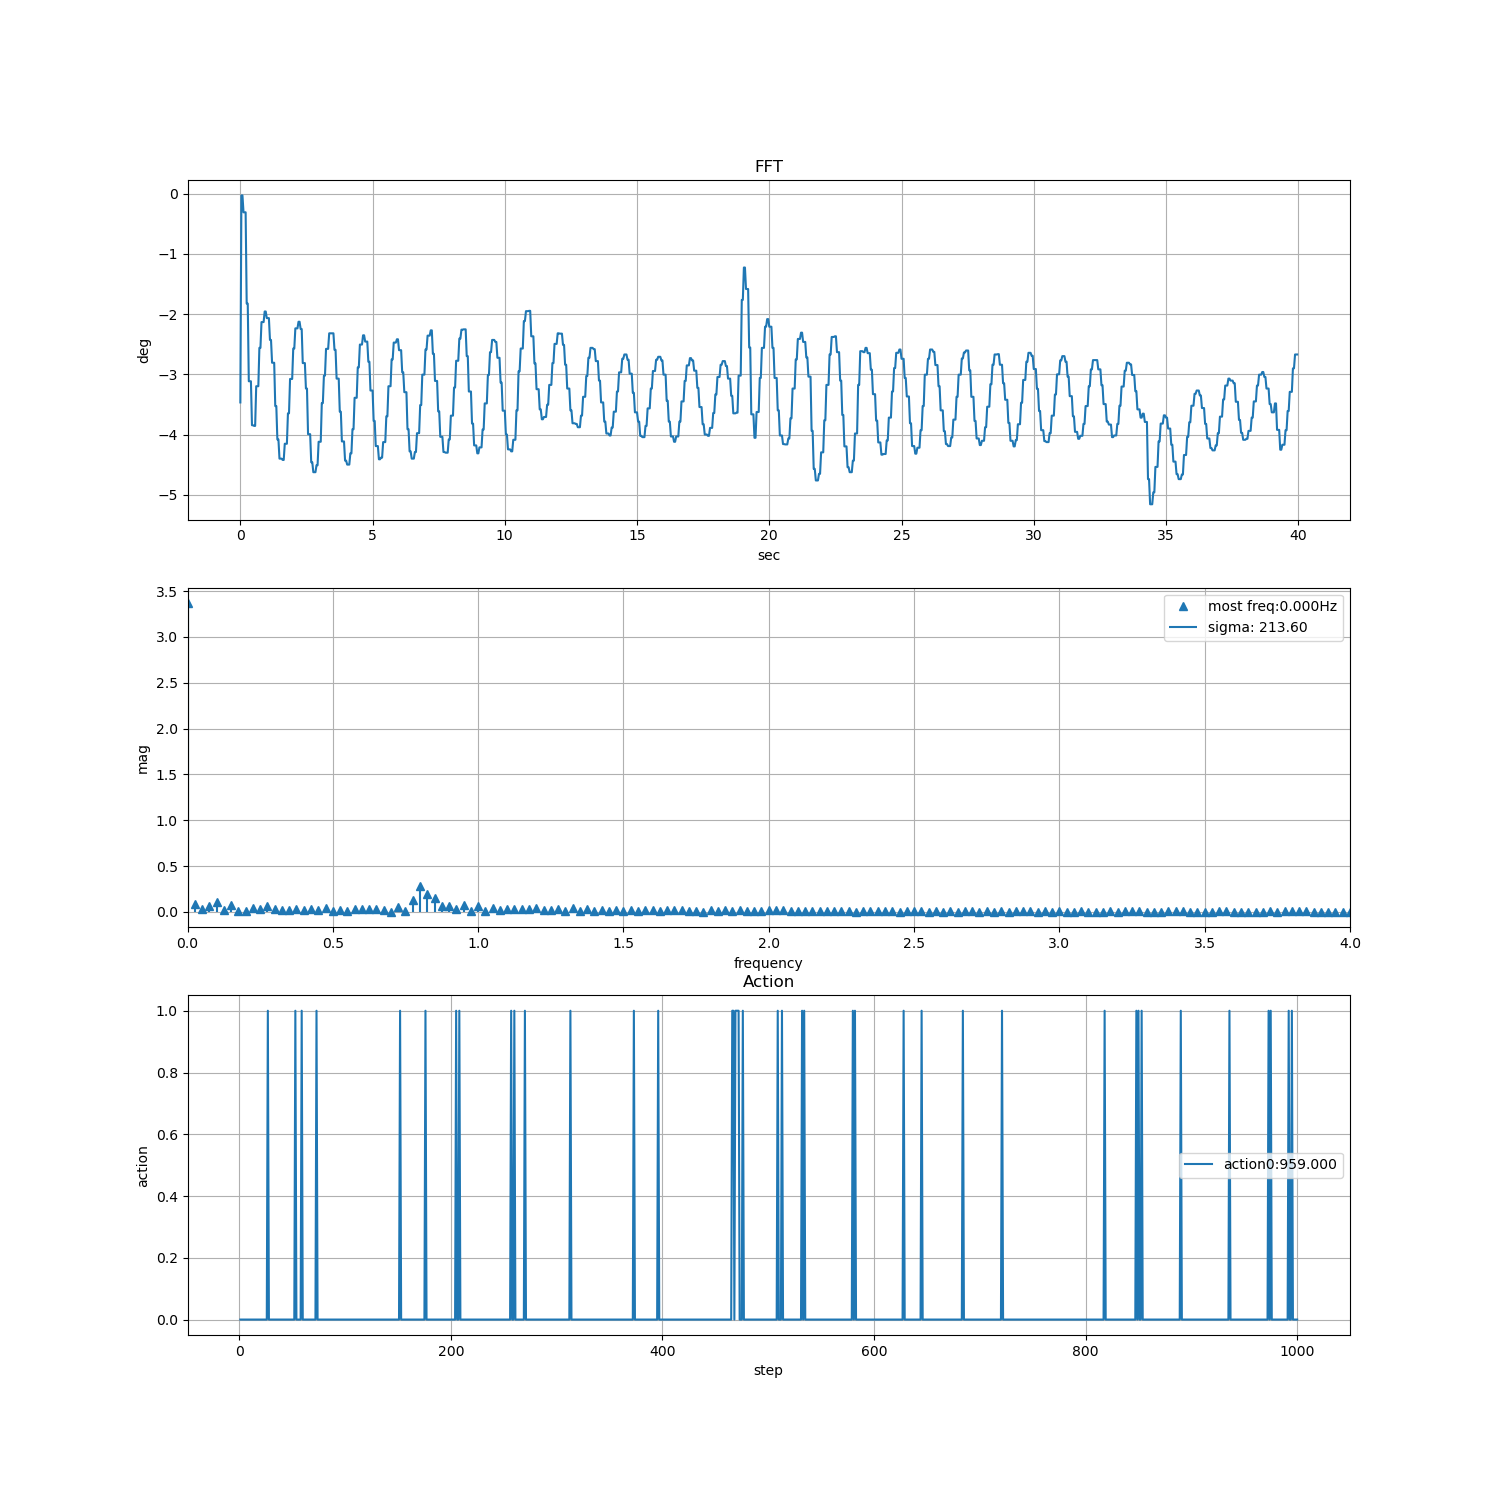 FFT
0
−1
−2
−3
−4
−5
deg
0 5 10 15 20 25 30 35 40
sec
3.5
3.0
2.5
2.0
1.5
1.0
0.5
0.0
mag
most freq:0.000Hz
sigma: 213.60
0.0 0.5 1.0 1.5 2.0 2.5 3.0 3.5 4.0
frequency
Action
1.0
0.8
0.6
0.4
0.2
0.0
action
action0:959.000
0 200 400 600 800 1000
step